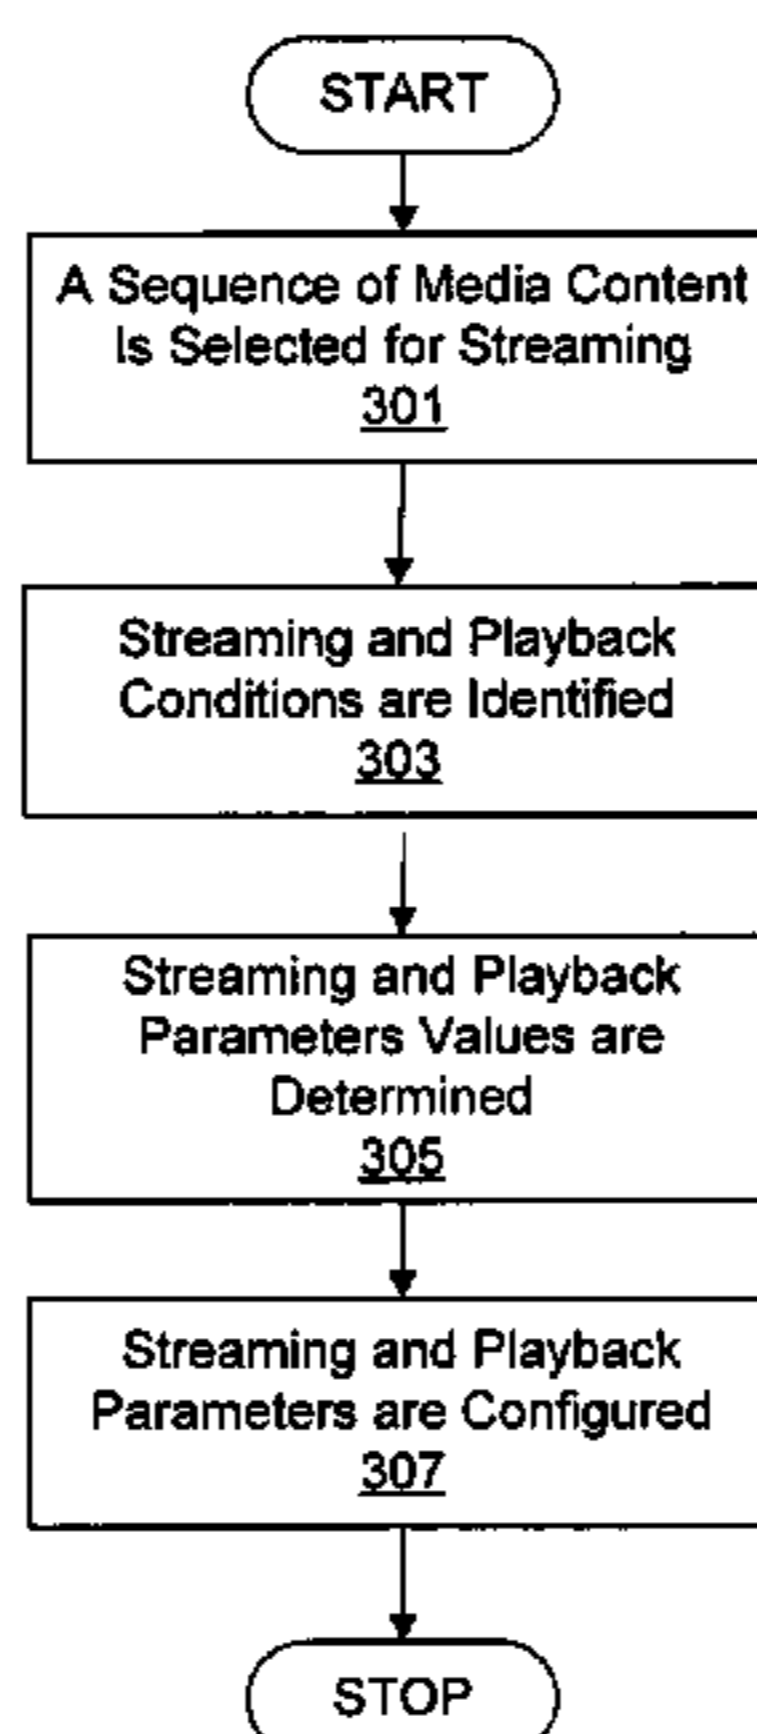 START
A Sequence of Media Content
Is Selected for Streaming
301
Streaming and Playback
Conditions are Identified
303
Streaming and Playback
Parameters Values are
Determined
305
Streaming and Playback
Parameters are Configured
307
STOP